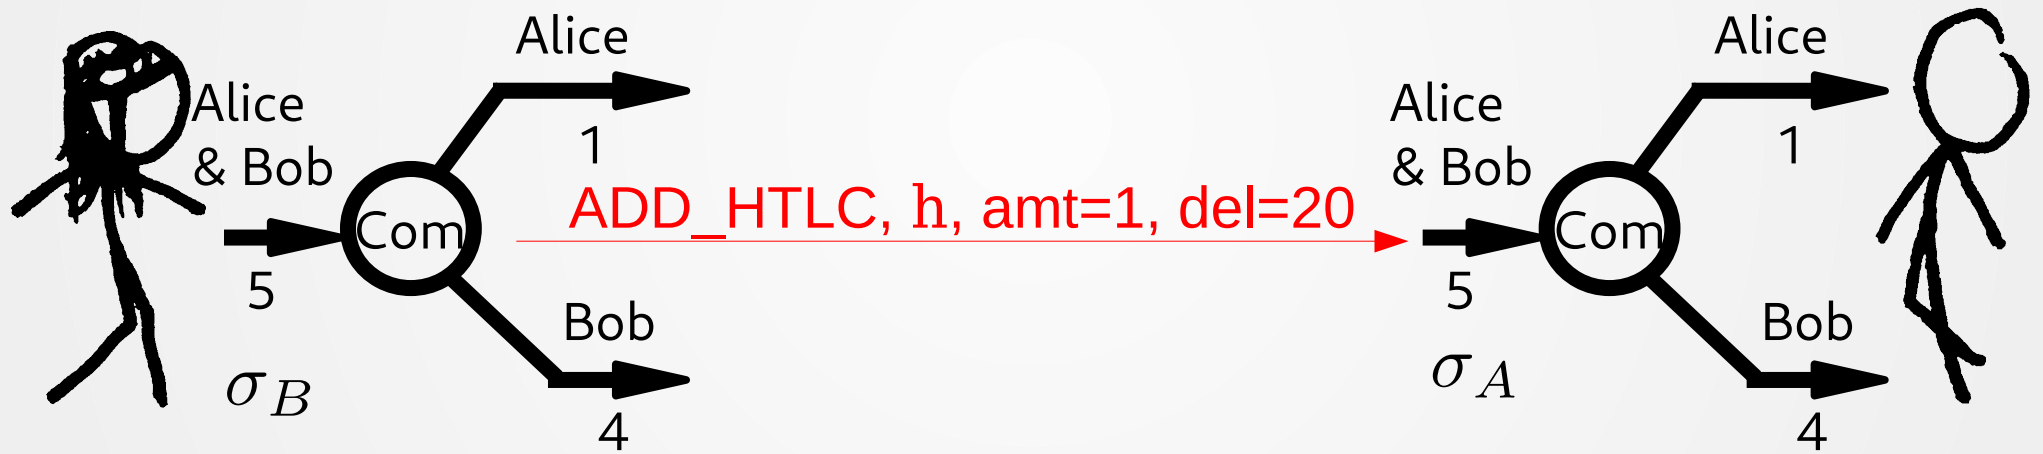 Alice
Alice
& Bob
1
Com
5
Bob
σB
4
ADD_HTLC, h, amt=1, del=20
Alice
Alice
& Bob
1
Com
5
Bob
σA
4